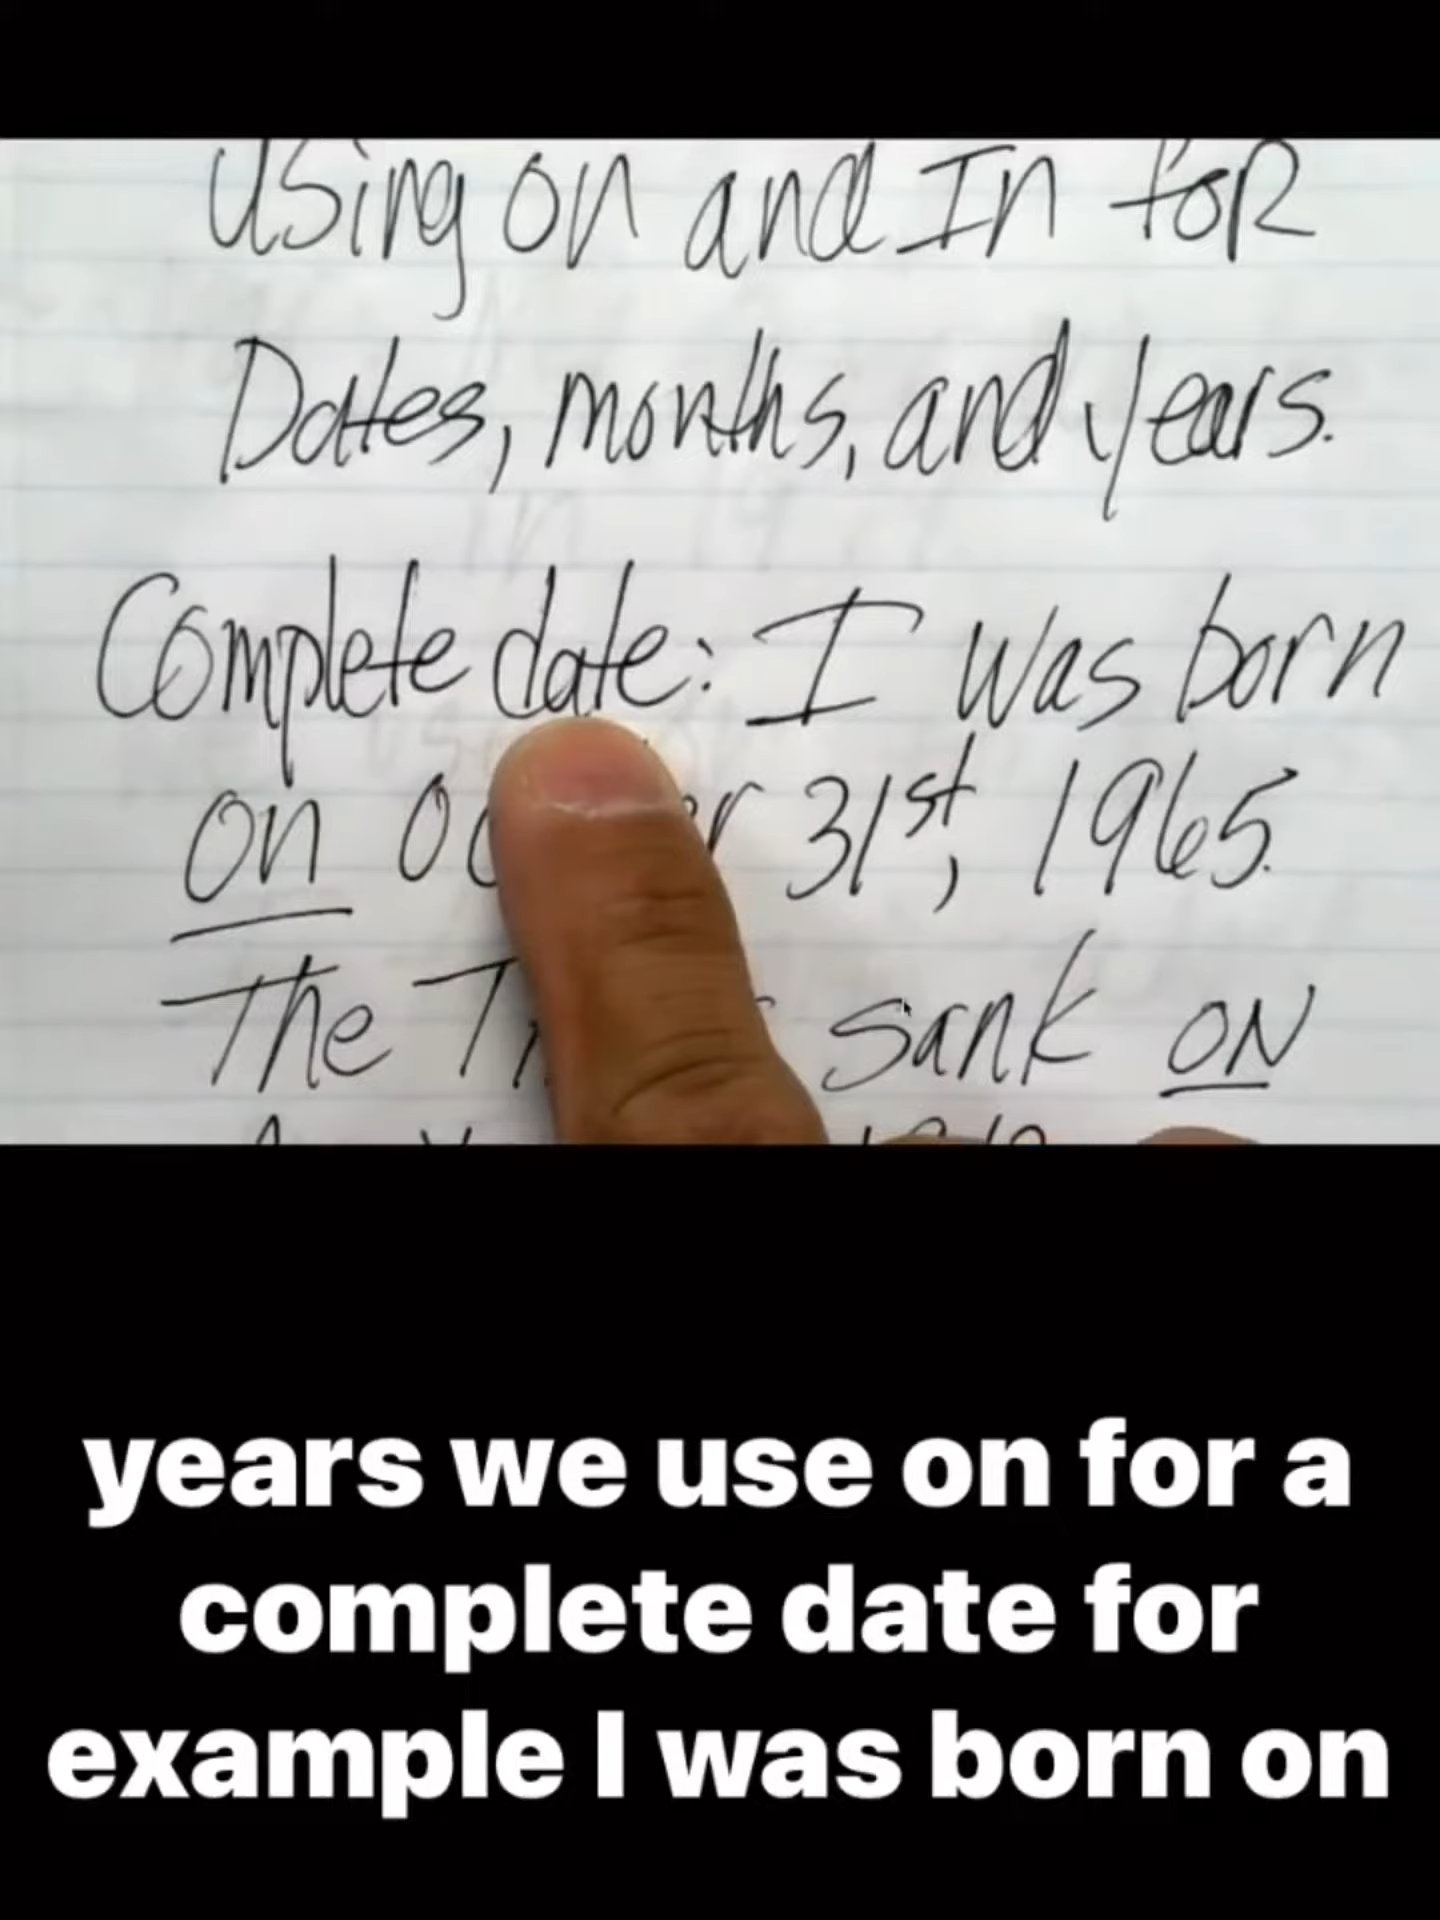 Using on and In for
Dates, months, and years.
Complete date: I was born
on 31st, 1965.
The sank on
years we use on for a
complete date for
example I was born on